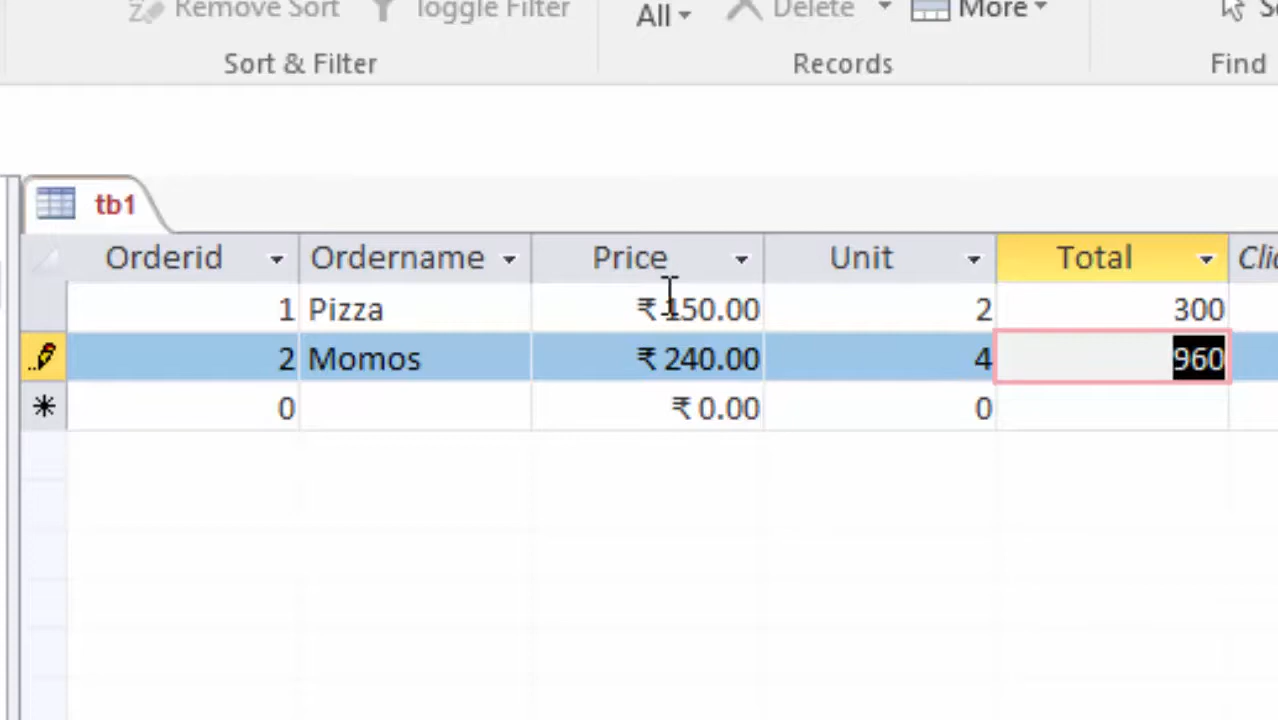 Remove Sort Toggle Filter All Delete More
Sort & Filter Records Find
tb1
Orderid Ordername Price Unit Total
1 Pizza ₹ 150.00 2 300
2 Momos ₹ 240.00 4 960
0 ₹ 0.00 0